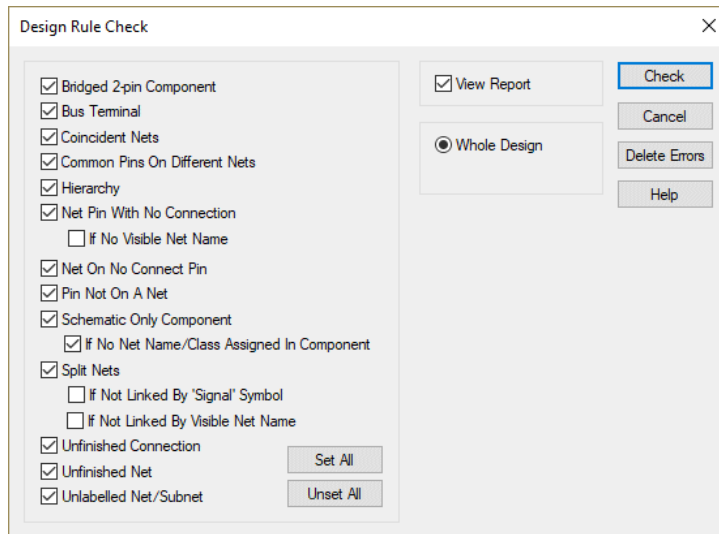 Design Rule Check
Bridged 2-pin Component
Bus Terminal
Coincident Nets
Common Pins On Different Nets
Hierarchy
Net Pin With No Connection
If No Visible Net Name
Net On No Connect Pin
Pin Not On A Net
Schematic Only Component
If No Net Name/Class Assigned In Component
Split Nets
If Not Linked By 'Signal' Symbol
If Not Linked By Visible Net Name
Unfinished Connection
Unfinished Net
Unlabelled Net/Subnet
Set All
Unset All
View Report
Whole Design
Check
Cancel
Delete Errors
Help